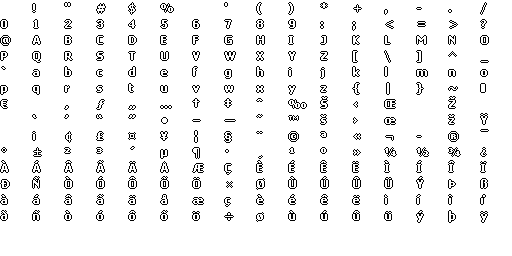 ! " # $ % ' ( ) * + , - . /
0 1 2 3 4 5 6 7 8 9 : ; < = > ?
@ A B C D E F G H I J K L M N O
P Q R S T U V W X Y Z [ \ ] ^ _
` a b c d e f g h i j k l m n o
p q r s t u v w x y z { | } ~
€ , ƒ „ … † ‡ ˆ ‰ Š ‹ Œ Ž
' ' " " • – — ˜ ™ š › œ ž Ÿ
¡ ¢ £ ¤ ¥ ¦ § ¨ © ª « ¬ - ® ¯
° ± ² ³ ´ µ ¶ · ¸ ¹ º » ¼ ½ ¾ ¿
À Á Â Ã Ä Å Æ Ç È É Ê Ë Ì Í Î Ï
Ð Ñ Ò Ó Ô Õ Ö × Ø Ù Ú Û Ü Ý Þ ß
à á â ã ä å æ ç è é ê ë ì í î ï
ð ñ ò ó ô õ ö ÷ ø ù ú û ü ý þ ÿ